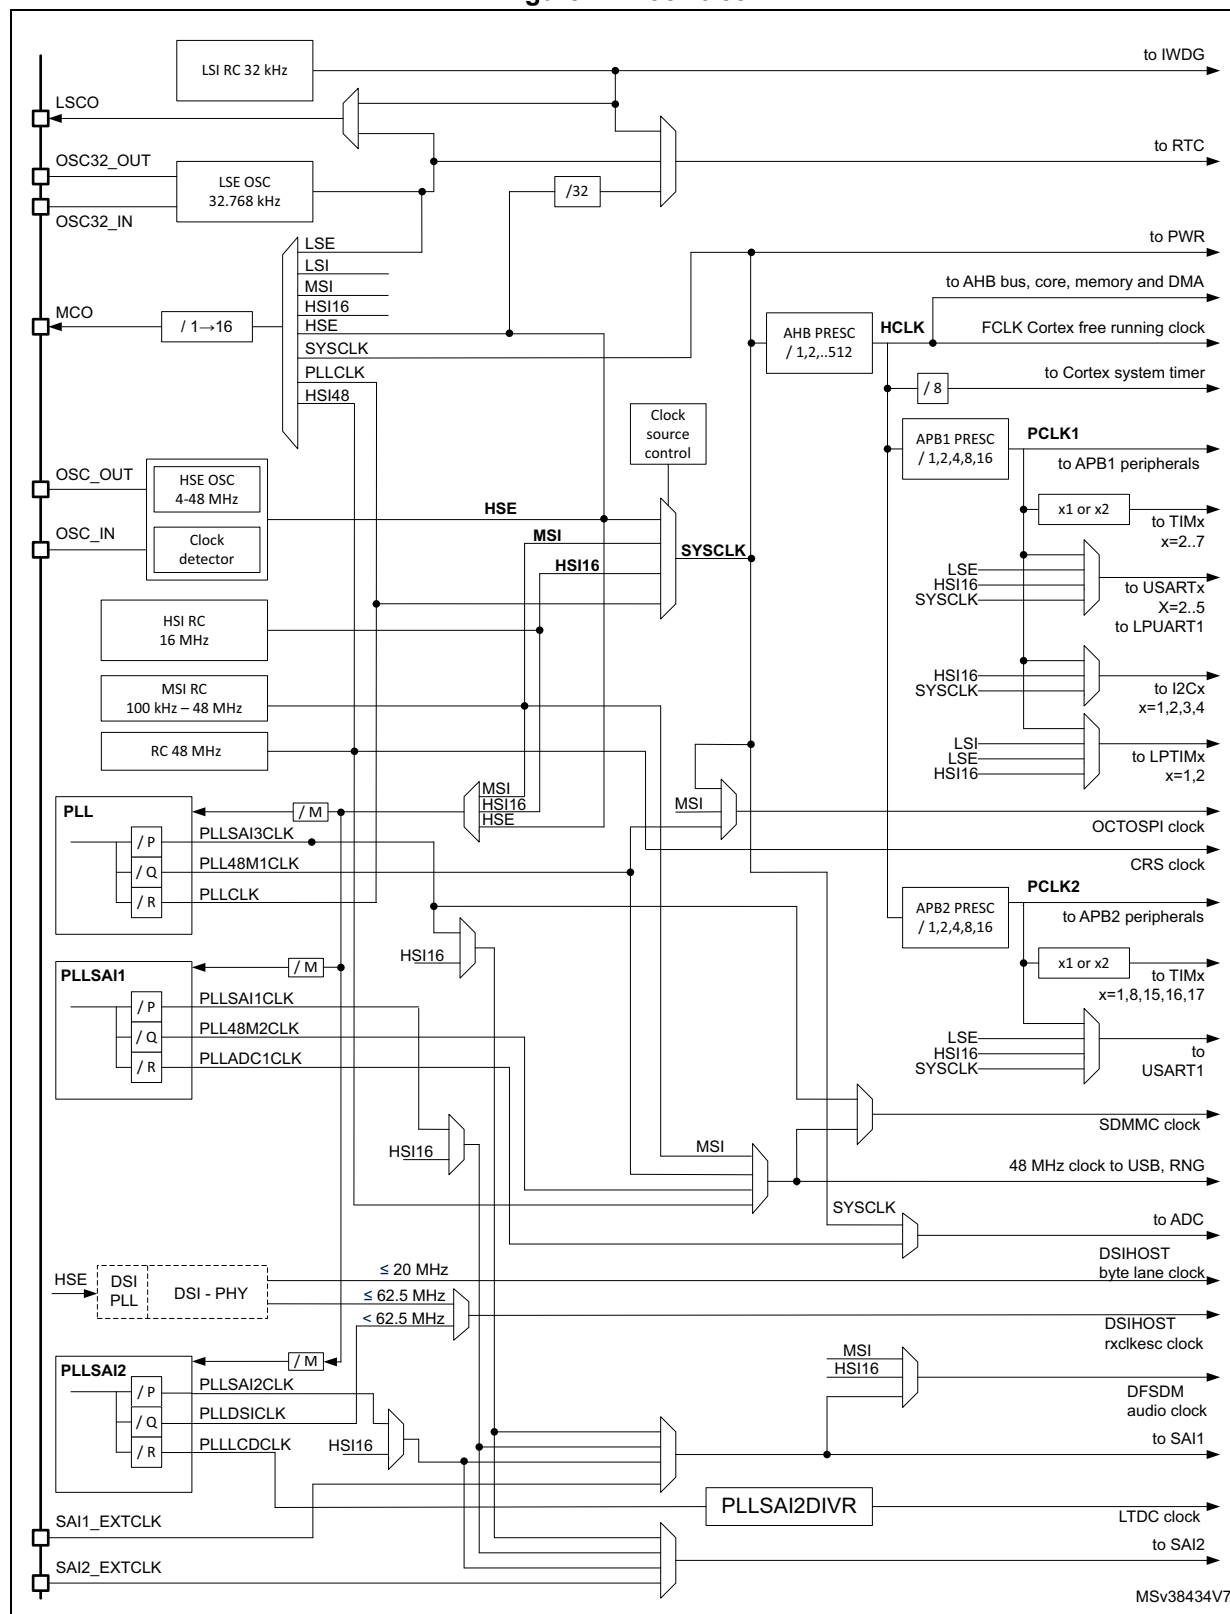 LSI RC 32 kHz
to IWDG
LSCO
to RTC
OSC32_OUT
LSE OSC
32.768 kHz
/32
OSC32_IN
to PWR
LSE
LSI
MSI
HSI16
HSE
SYSCLK
PLLCLK
HSI48
MCO
/ 1→16
to AHB bus, core, memory and DMA
AHB PRESC
/ 1,2,..512
HCLK
FCLK Cortex free running clock
to Cortex system timer
/ 8
Clock
source
control
APB1 PRESC
/ 1,2,4,8,16
PCLK1
to APB1 peripherals
OSC_OUT
HSE OSC
4-48 MHz
OSC_IN
Clock
detector
HSE
MSI
HSI16
SYSCLK
x1 or x2
to TIMx
x=2..7
LSE
HSI16
SYSCLK
to USARTx
X=2..5
to LPUART1
HSI RC
16 MHz
HSI16
SYSCLK
to I2Cx
x=1,2,3,4
MSI RC
100 kHz – 48 MHz
RC 48 MHz
LSI
LSE
HSI16
to LPTIMx
x=1,2
MSI
HSI16
HSE
MSI
OCTOSPI clock
CRS clock
PLL
/ M
/ P
PLLSAI3CLK
/ Q
PLL48M1CLK
/ R
PLLCLK
APB2 PRESC
/ 1,2,4,8,16
PCLK2
to APB2 peripherals
HSI16
x1 or x2
to TIMx
x=1,8,15,16,17
PLLSAI1
/ M
/ P
PLLSAI1CLK
/ Q
PLL48M2CLK
/ R
PLLADC1CLK
LSE
HSI16
SYSCLK
to
USART1
SDMMC clock
HSI16
MSI
48 MHz clock to USB, RNG
SYSCLK
to ADC
HSE
DSI
PLL
DSI - PHY
≤ 20 MHz
≤ 62.5 MHz
< 62.5 MHz
DSIHOST
byte lane clock
DSIHOST
rxclkesc clock
PLLSAI2
/ M
/ P
PLLSAI2CLK
/ Q
PLLDSICLK
/ R
PLLLCDCLK
HSI16
MSI
HSI16
DFSDM
audio clock
to SAI1
PLLSAI2DIVR
LTDC clock
SAI1_EXTCLK
to SAI2
SAI2_EXTCLK
MSv38434V7